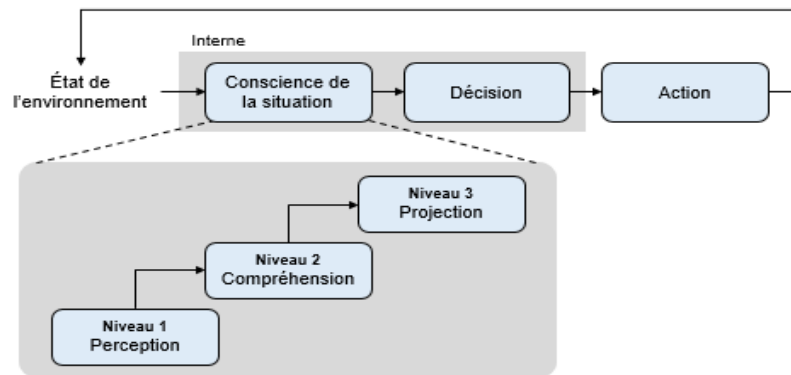 Interne
État de
l'environnement
Conscience de
la situation
Décision
Action
Niveau 3
Projection
Niveau 2
Compréhension
Niveau 1
Perception